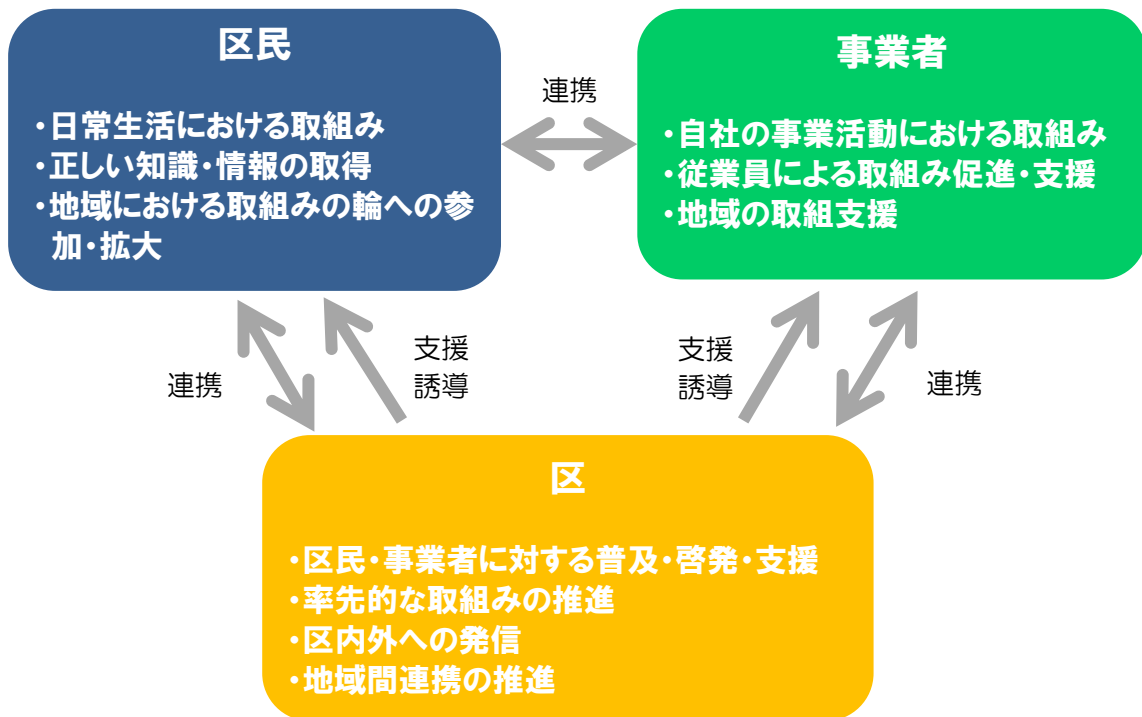 区民
・日常生活における取組み
・正しい知識・情報の取得
・地域における取組みの輪への参
加・拡大
連携
事業者
・自社の事業活動における取組み
・従業員による取組み促進・支援
・地域の取組支援
連携
支援
誘導
支援
誘導
連携
区
・区民・事業者に対する普及・啓発・支援
・率先的な取組みの推進
・区内外への発信
・地域間連携の推進